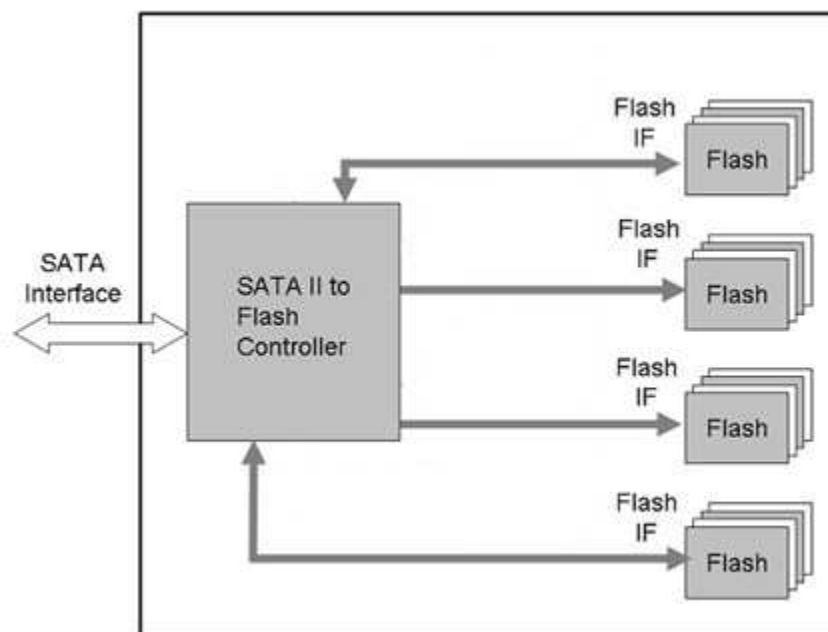 SATA
Interface
SATA II to
Flash
Controller
Flash
IF
Flash
Flash
IF
Flash
Flash
IF
Flash
Flash
IF
Flash